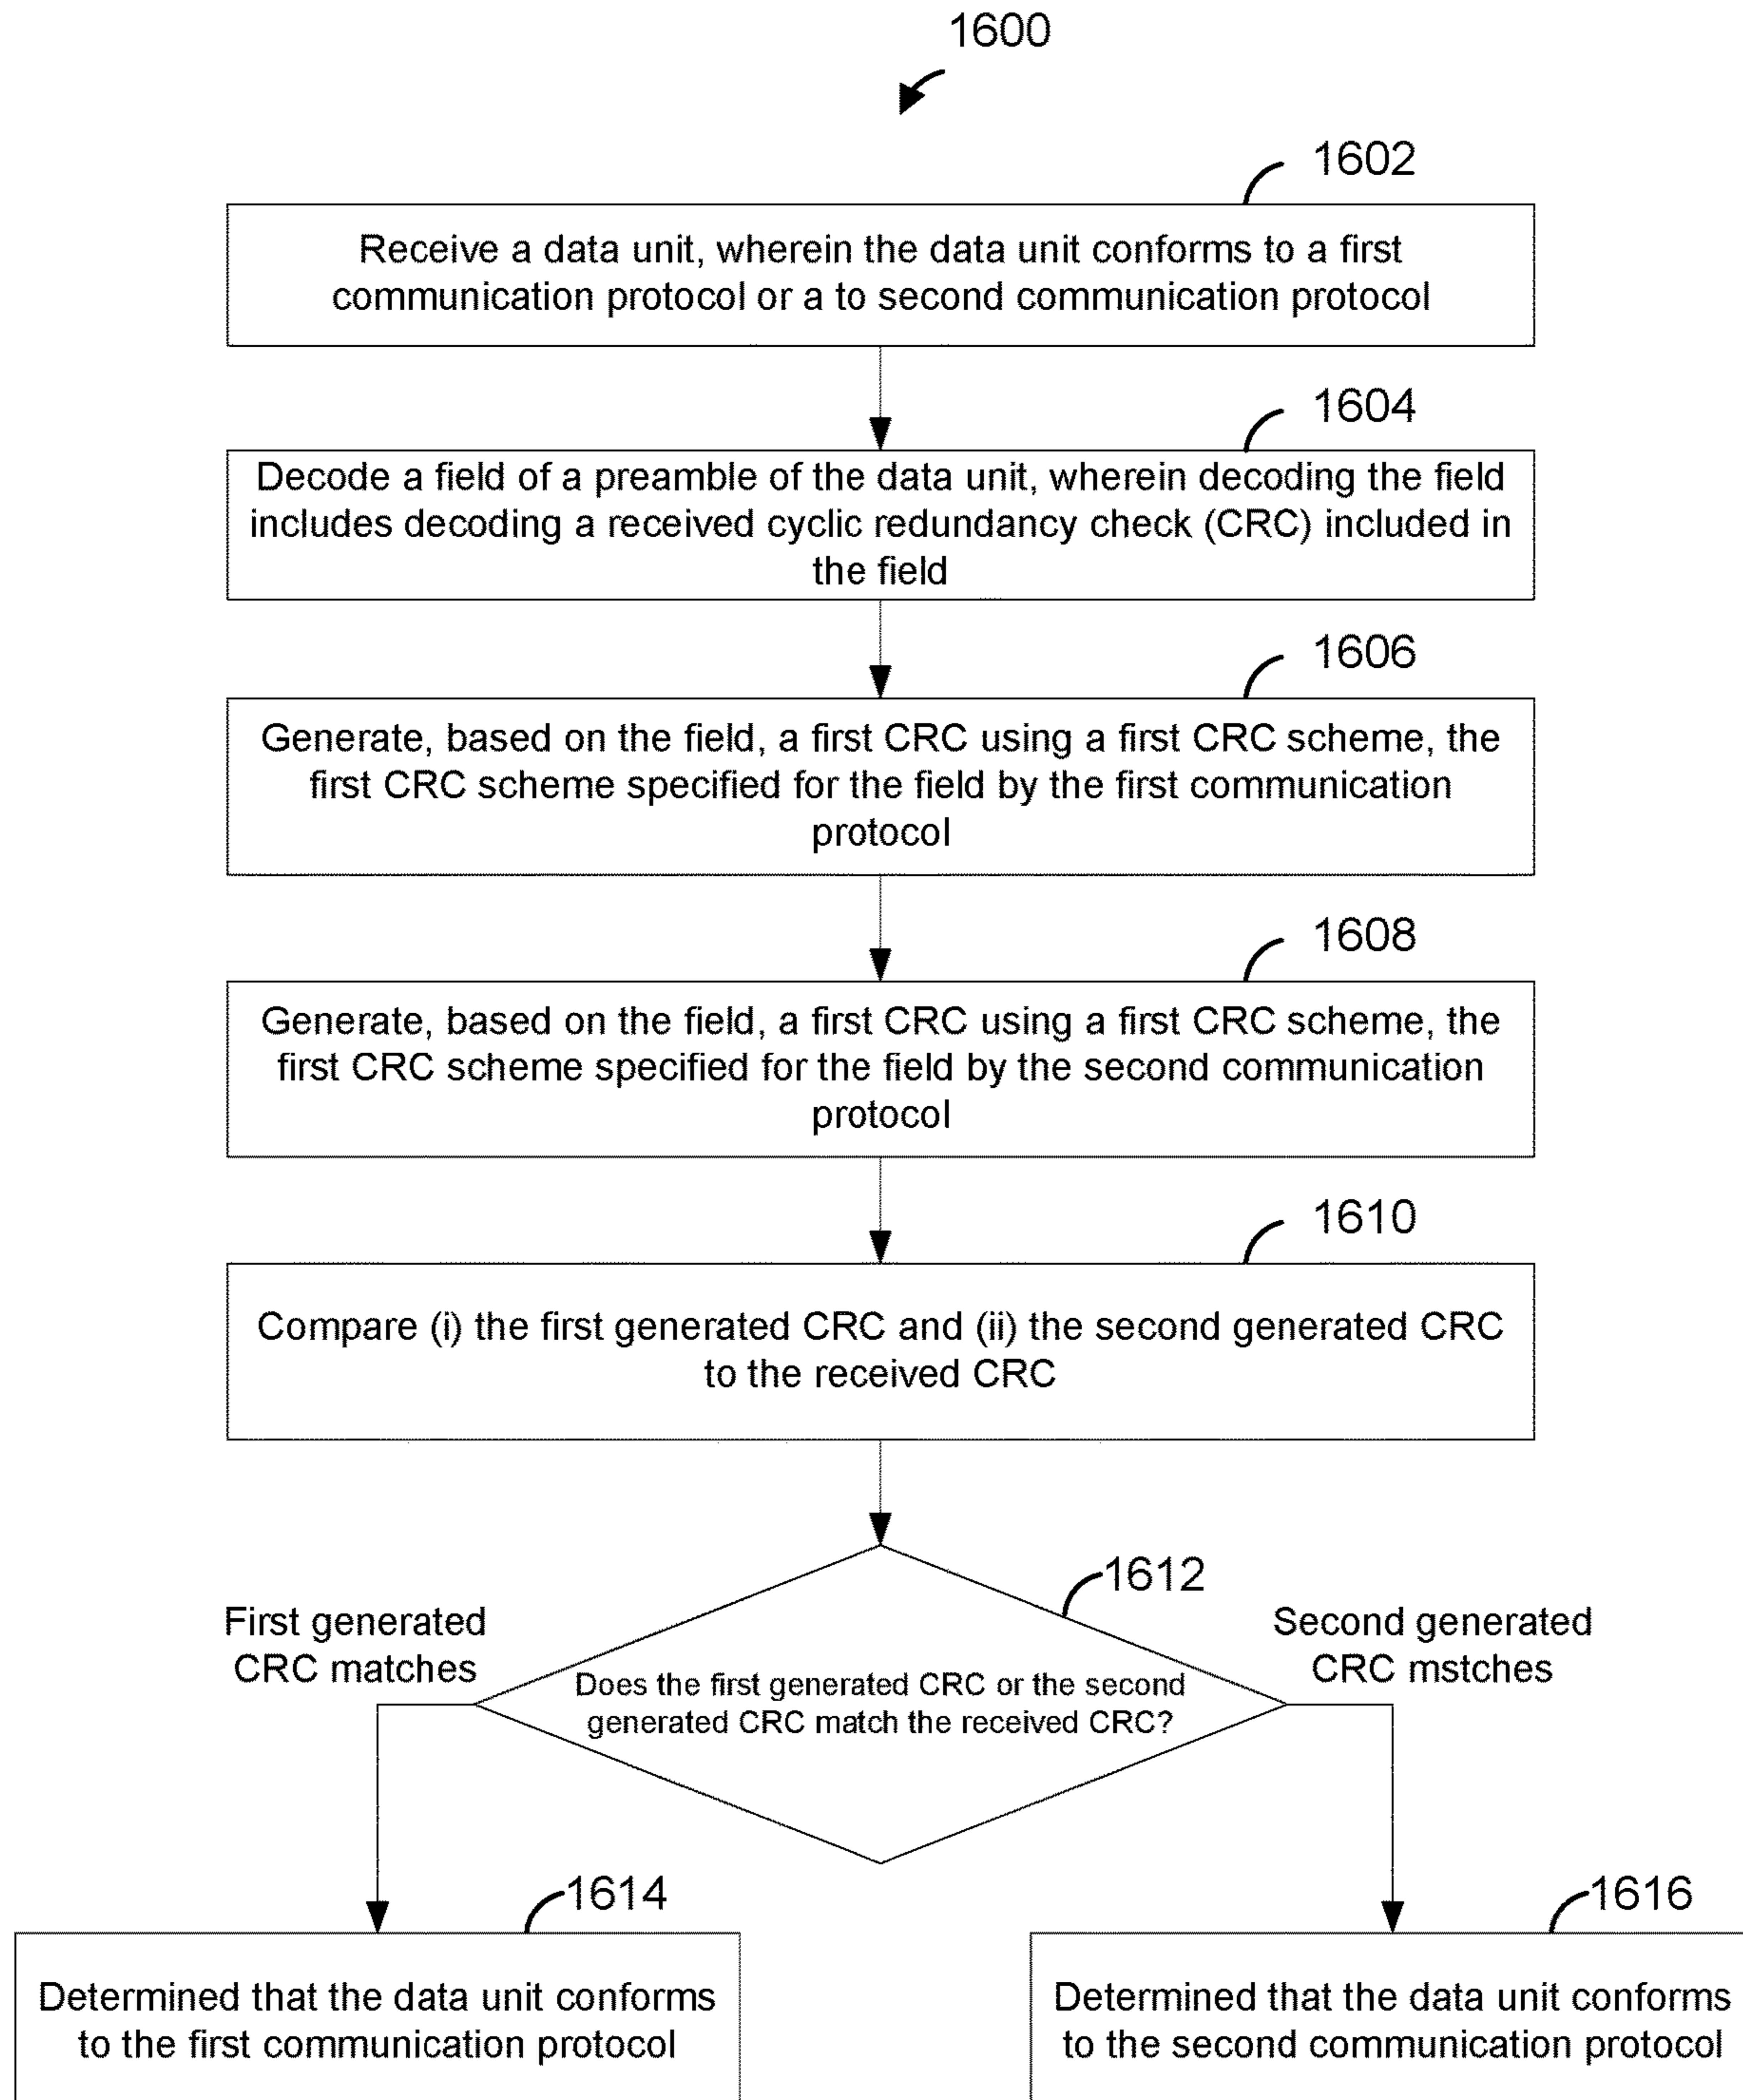 1600
1602
Receive a data unit, wherein the data unit conforms to a first
communication protocol or a to second communication protocol
1604
Decode a field of a preamble of the data unit, wherein decoding the field
includes decoding a received cyclic redundancy check (CRC) included in
the field
1606
Generate, based on the field, a first CRC using a first CRC scheme, the
first CRC scheme specified for the field by the first communication
protocol
1608
Generate, based on the field, a first CRC using a first CRC scheme, the
first CRC scheme specified for the field by the second communication
protocol
1610
Compare (i) the first generated CRC and (ii) the second generated CRC
to the received CRC
1612
First generated
CRC matches
Does the first generated CRC or the second
generated CRC match the received CRC?
Second generated
CRC mstches
1614
Determined that the data unit conforms
to the first communication protocol
1616
Determined that the data unit conforms
to the second communication protocol